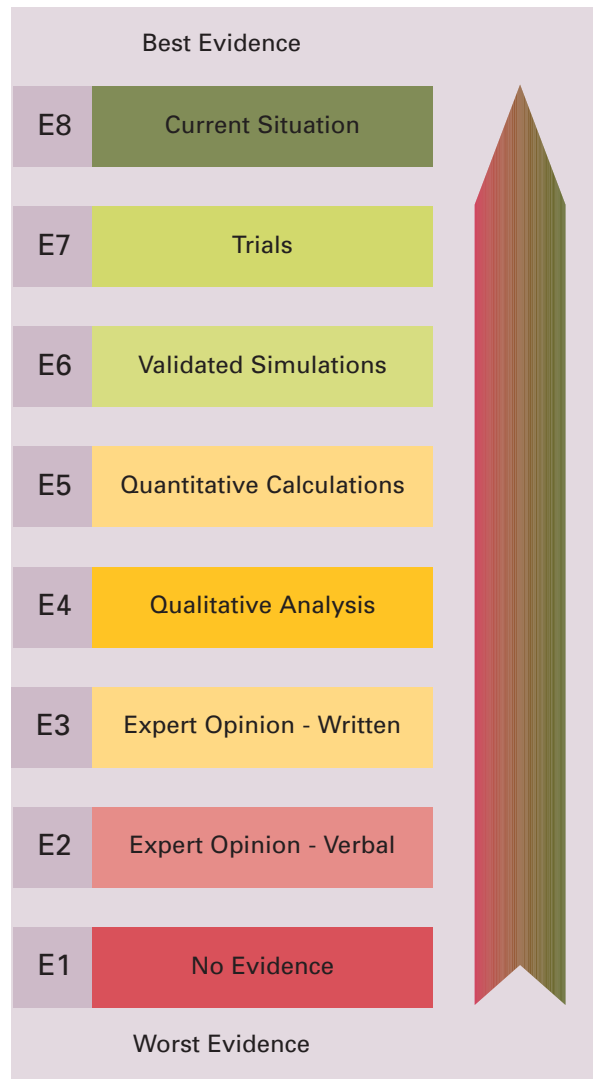 Best Evidence
E8 Current Situation
E7 Trials
E6 Validated Simulations
E5 Quantitative Calculations
E4 Qualitative Analysis
E3 Expert Opinion - Written
E2 Expert Opinion - Verbal
E1 No Evidence
Worst Evidence